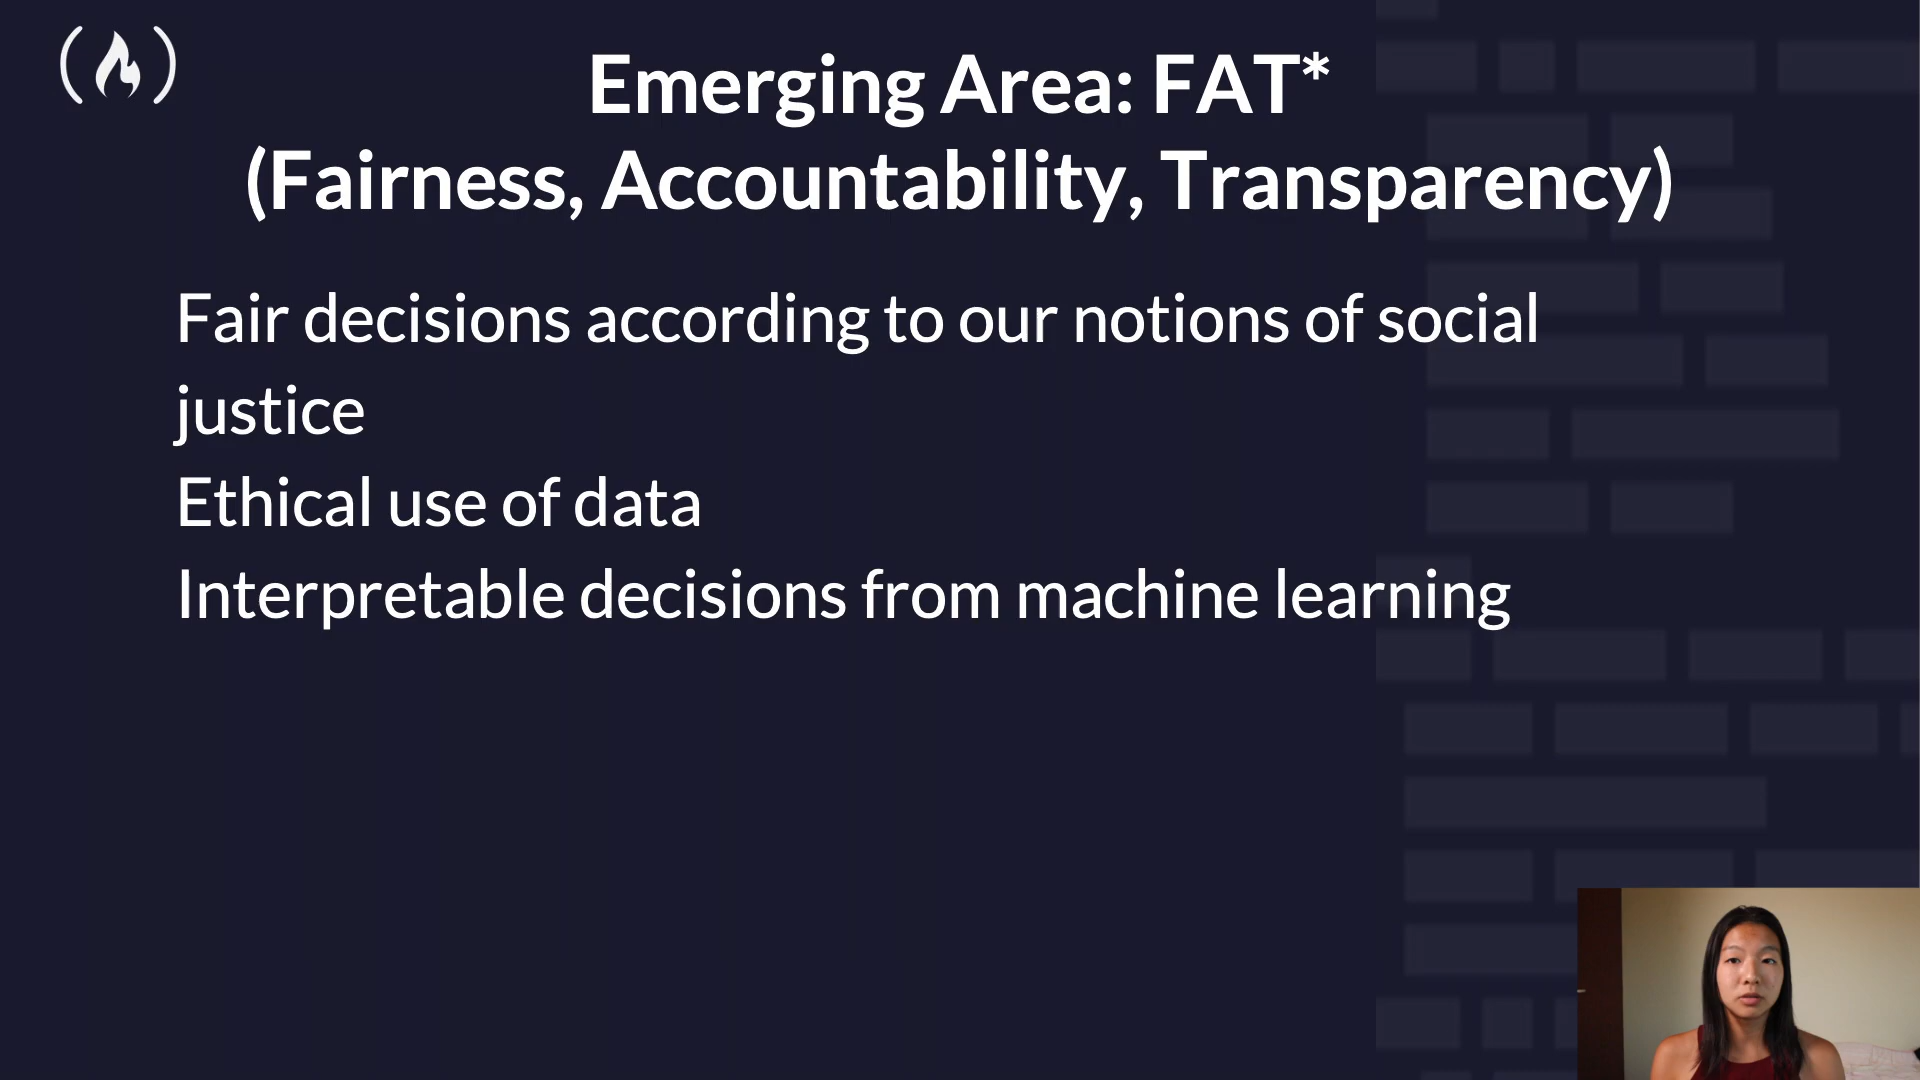 Emerging Area: FAT*
(Fairness, Accountability, Transparency)
Fair decisions according to our notions of social
justice
Ethical use of data
Interpretable decisions from machine learning